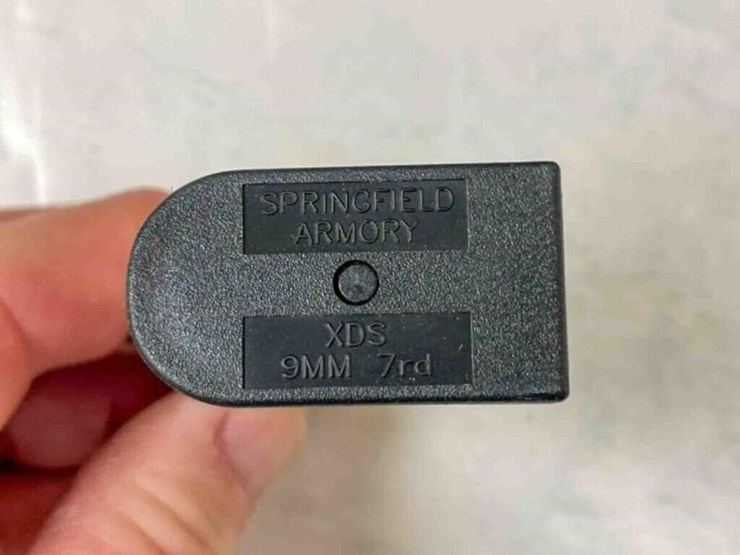 SPRINGFIELD
ARMORY
XDS
9MM 7rd